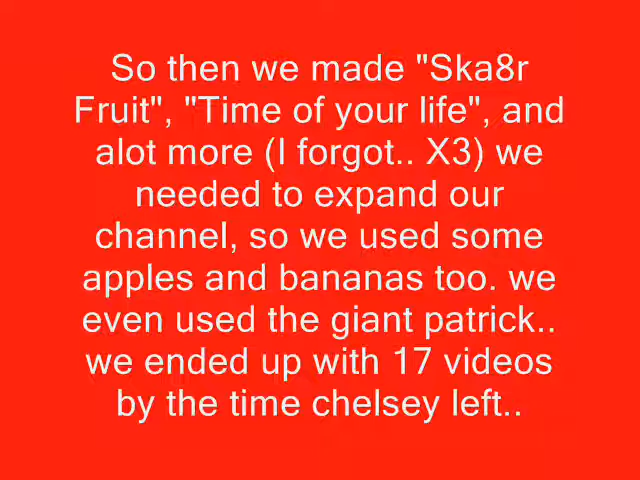 So then we made "Ska8r
Fruit", "Time of your life", and
alot more (I forgot.. X3) we
needed to expand our
channel, so we used some
apples and bananas too. we
even used the giant patrick..
we ended up with 17 videos
by the time chelsey left..